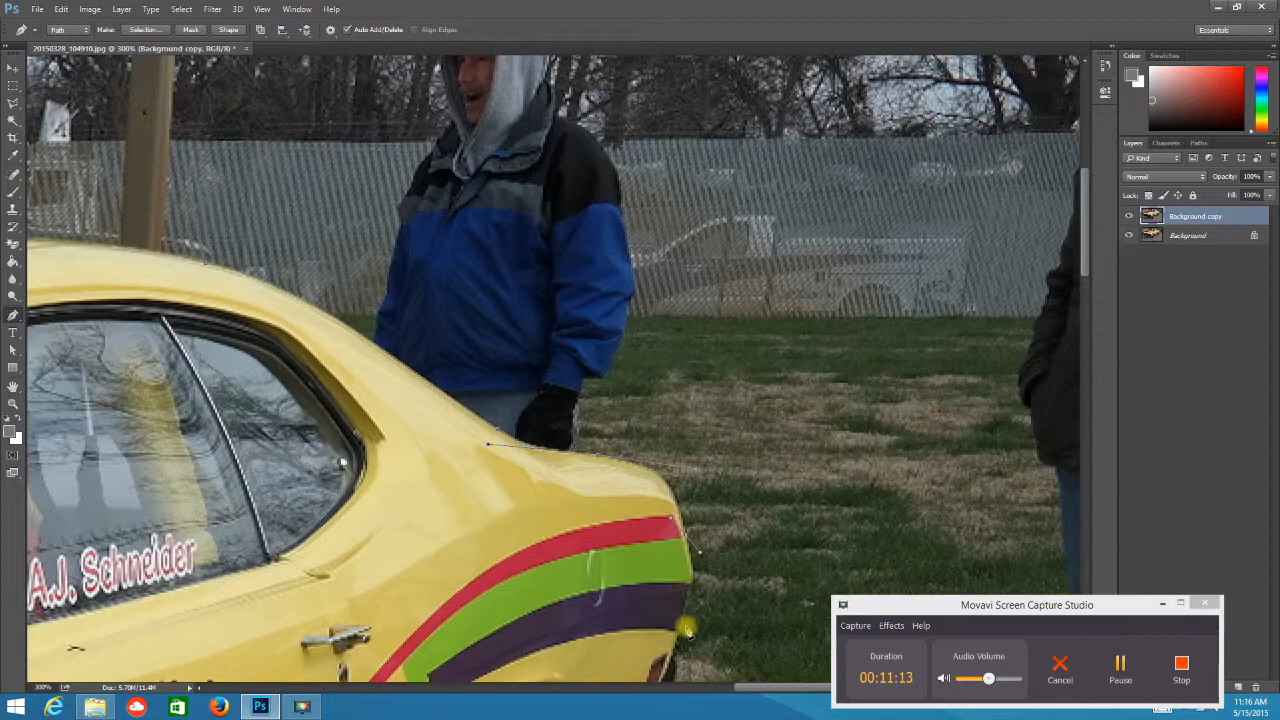 Ps File Edit Image Layer Type Select Filter 3D View Window Help
Path Make: Selection... Mask Shape Auto Add/Delete Align Edges Essentials
20150328_104910.jpg @ 300% (Background copy, RGB/8) *
Color Swatches
Layers Channels Paths
Kind
Normal Opacity: 100%
Lock: Fill: 100%
Background copy
Background
A.J. Schneider
Movavi Screen Capture Studio
Capture Effects Help
Duration Audio Volume
00:11:13
Cancel Pause Stop
300% Doc: 5.70M/11.4M
Ps
11:16 AM
5/15/2015